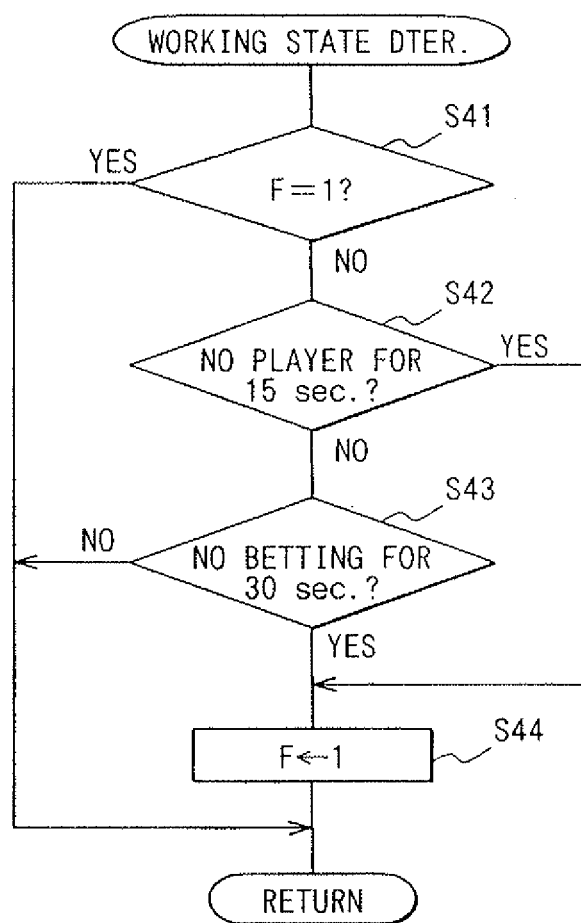 WORKING STATE DTER.
S41
YES
F=1?
NO
S42
NO PLAYER FOR
15 sec.?
YES
NO
S43
NO
NO BETTING FOR
30 sec.?
YES
S44
F←1
RETURN